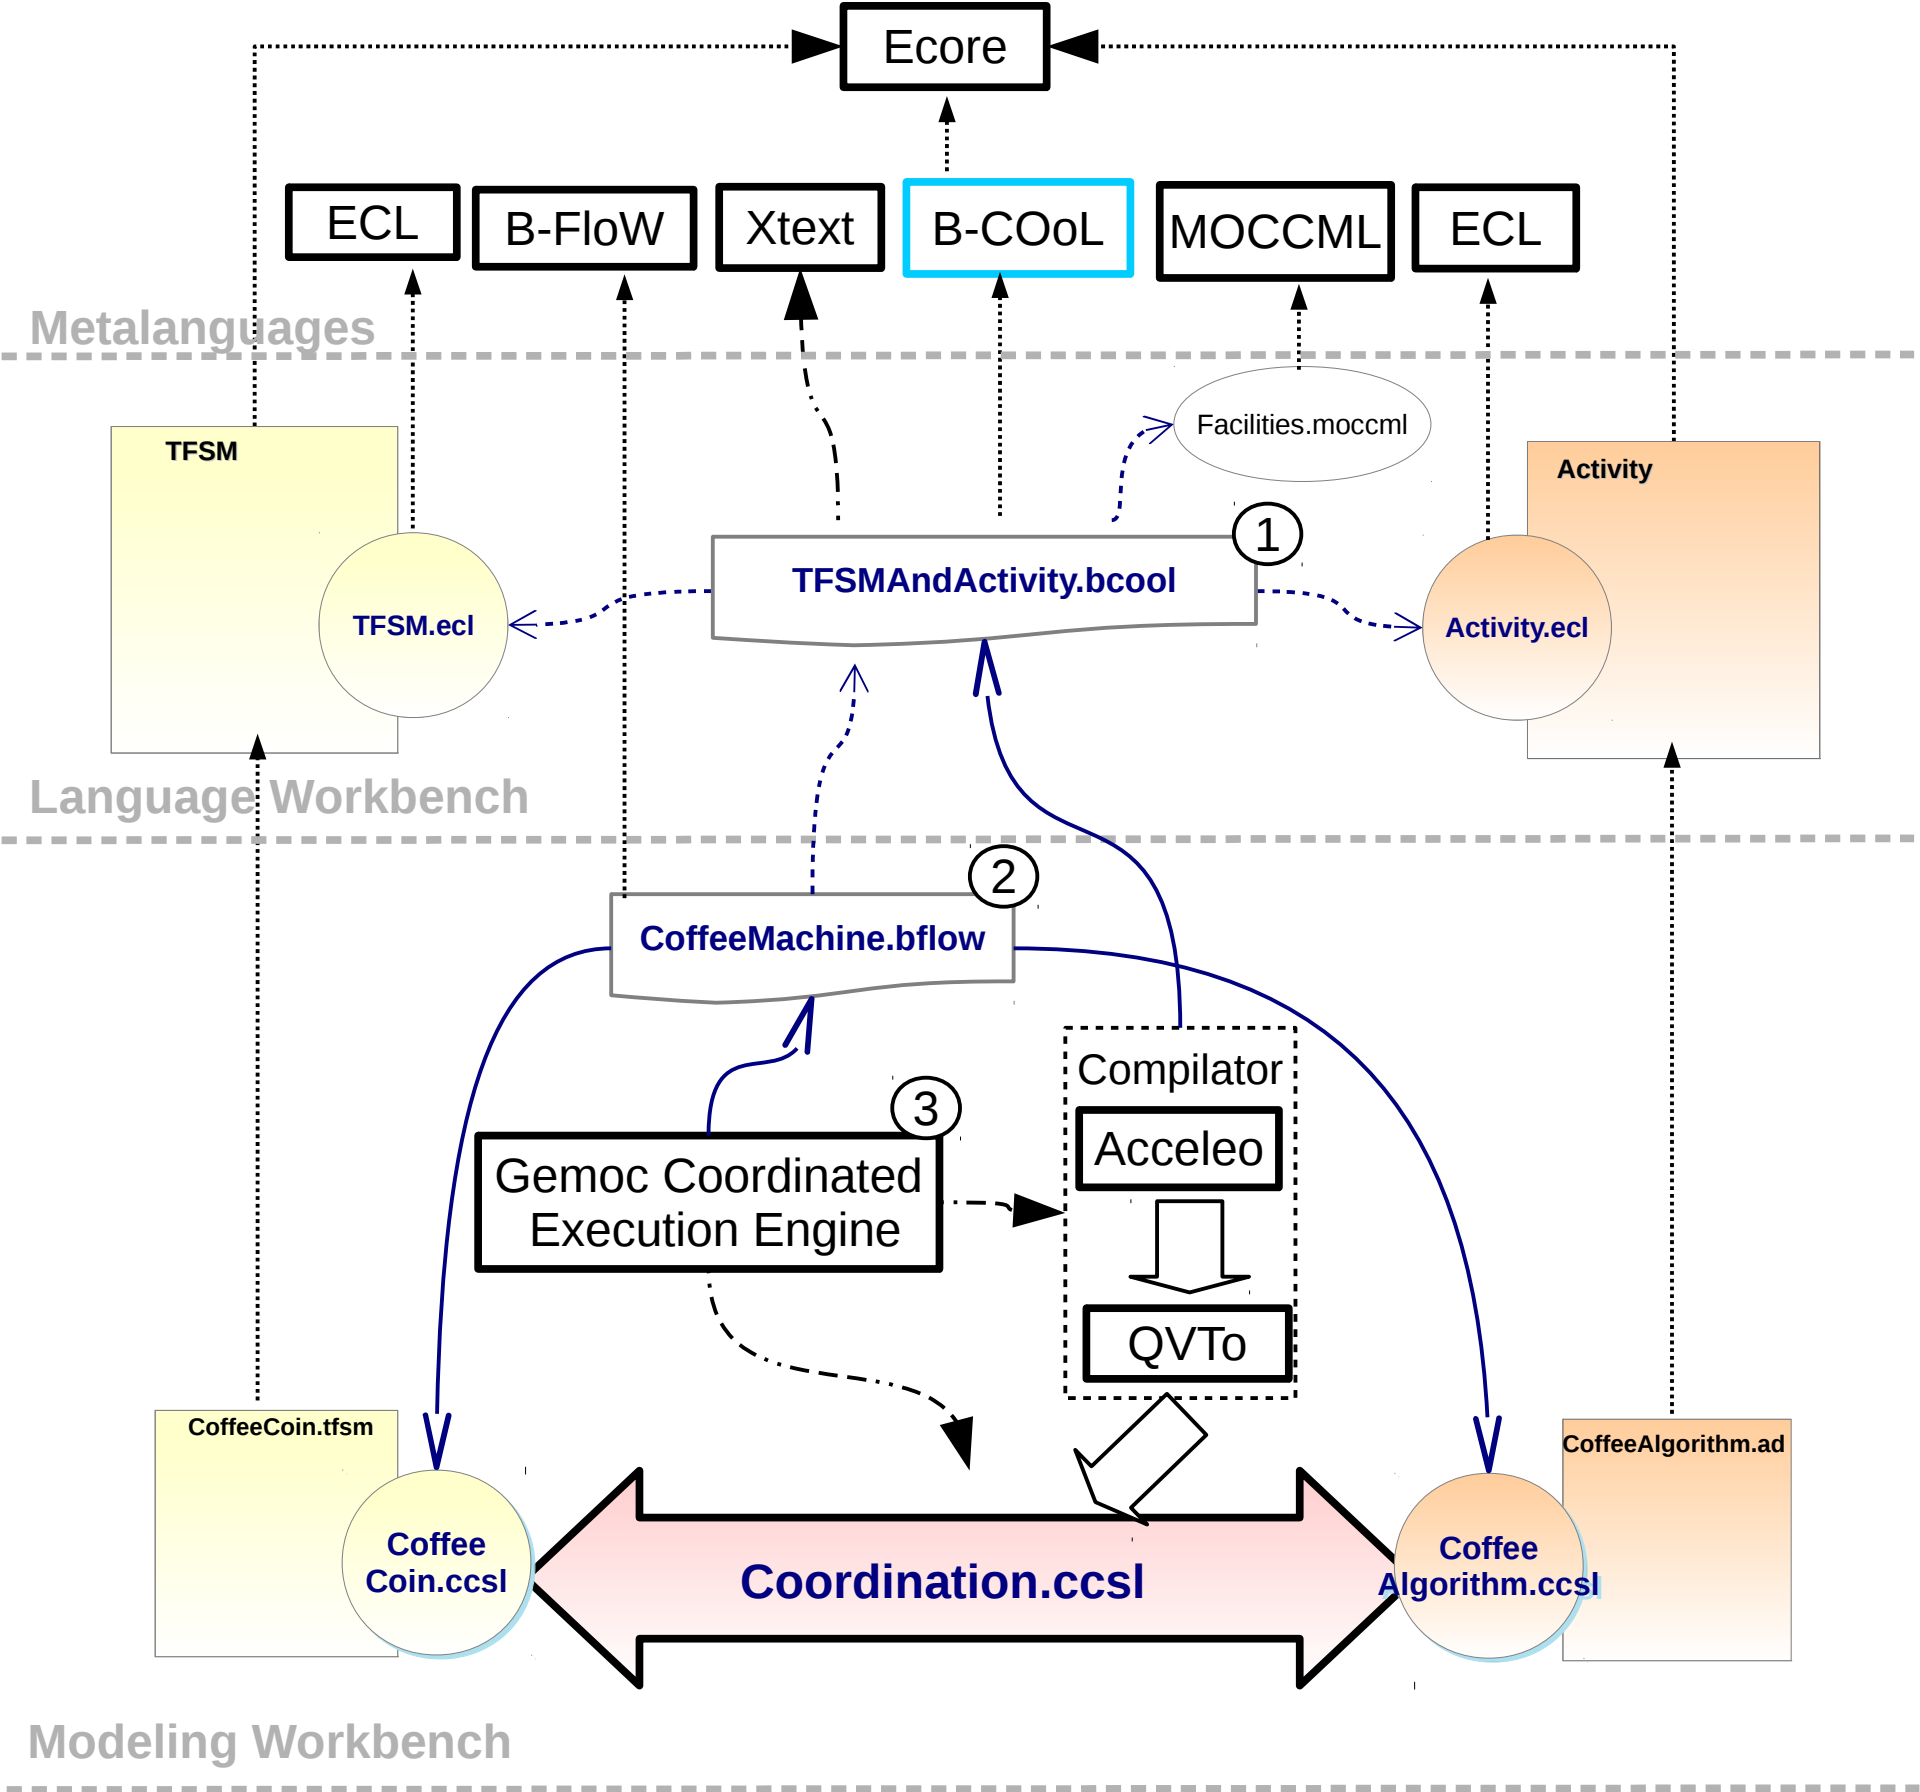 Ecore
ECL
B-FloW
Xtext
B-COoL
MOCCML
ECL
Metalanguages
TFSM
Facilities.moccml
Activity
1
TFSMAndActivity.bcool
TFSM.ecl
Activity.ecl
Language Workbench
2
CoffeeMachine.bflow
Compilator
3
Acceleo
Gemoc Coordinated
Execution Engine
QVTo
CoffeeCoin.tfsm
CoffeeAlgorithm.ad
Coffee
Coin.ccsl
Coordination.ccsl
Coffee
Algorithm.ccsl
Modeling Workbench